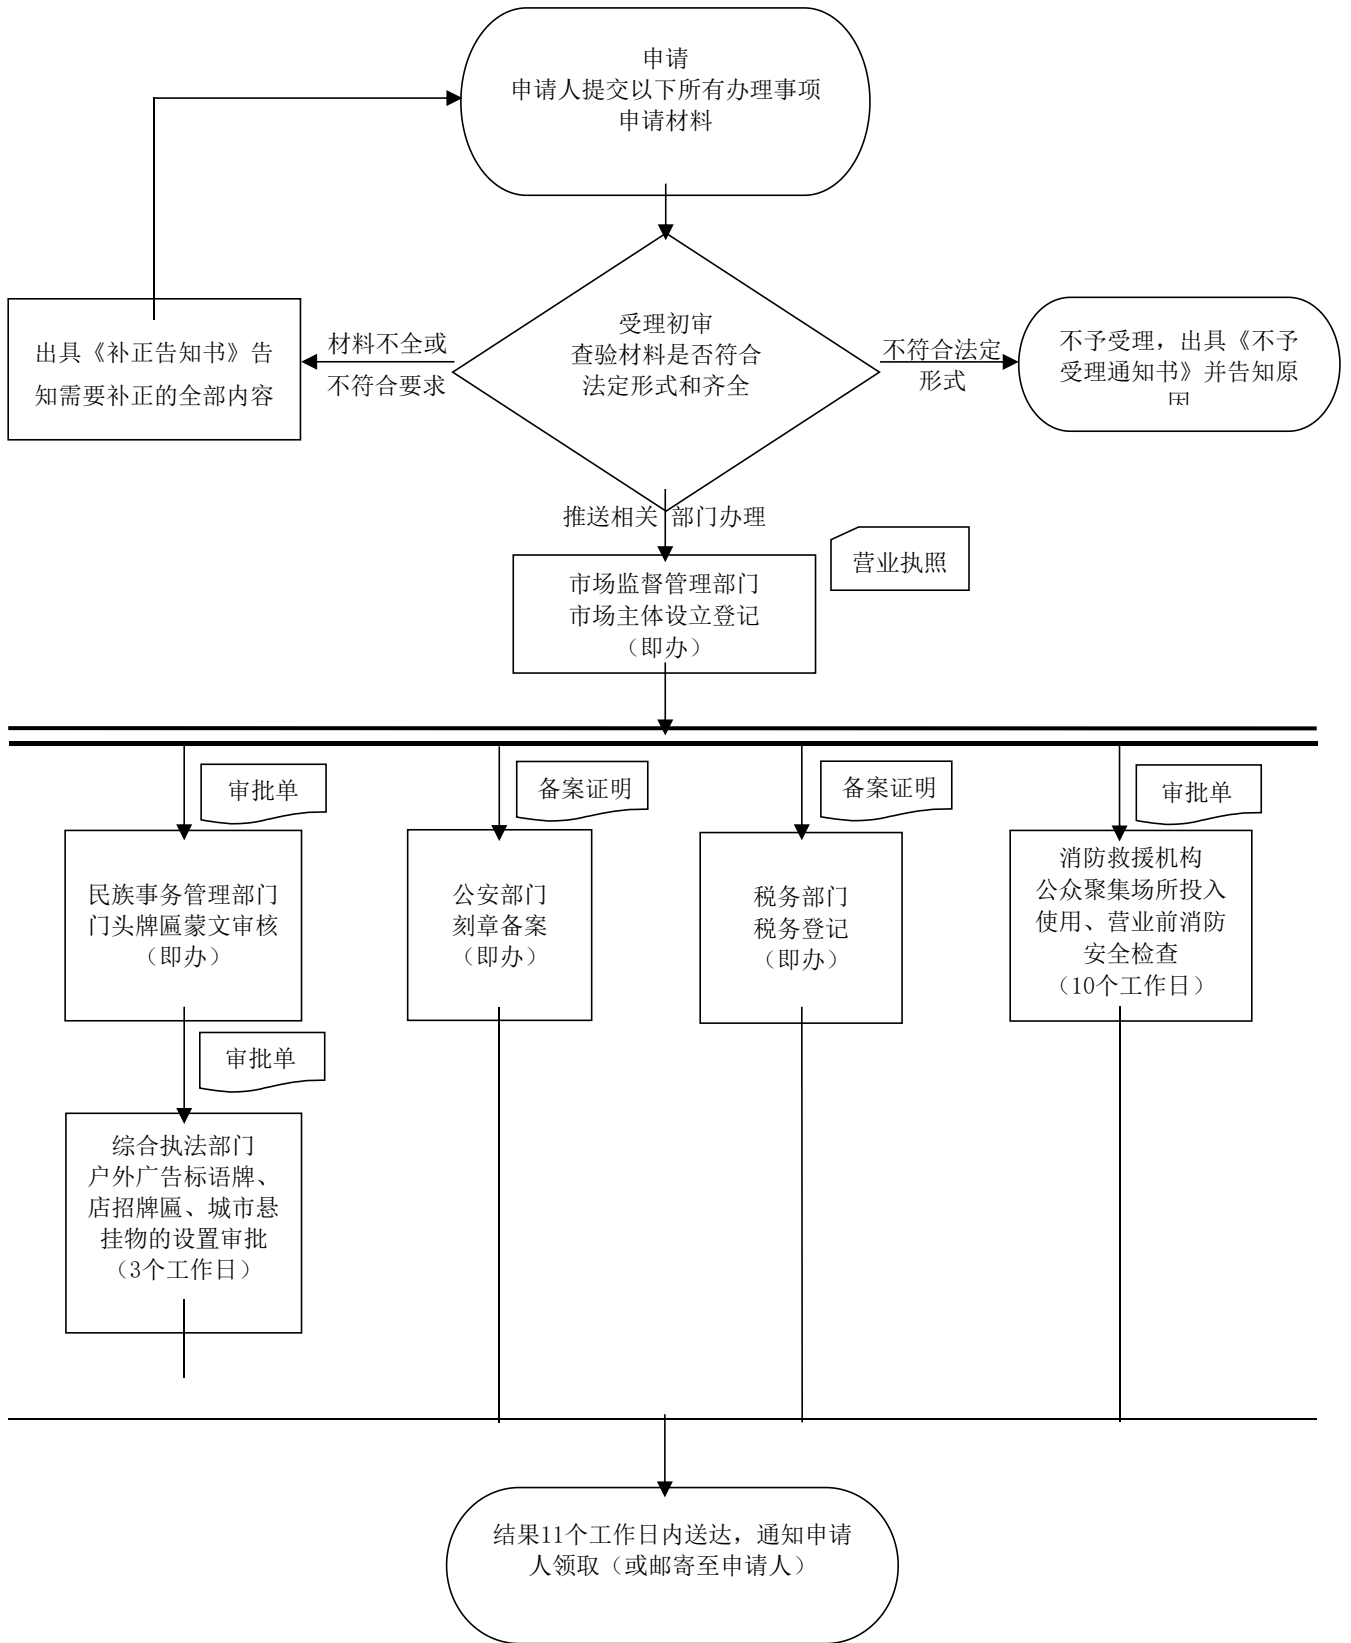 申请
申请人提交以下所有办理事项
申请材料
受理初审
查验材料是否符合
法定形式和齐全
材料不全或
不符合要求
出具《补正告知书》告
知需要补正的全部内容
不符合法定
形式
不予受理，出具《不予
受理通知书》并告知原
因
推送相关 部门办理
营业执照
市场监督管理部门
市场主体设立登记
（即办）
审批单
备案证明
备案证明
审批单
民族事务管理部门
门头牌匾蒙文审核
（即办）
公安部门
刻章备案
（即办）
税务部门
税务登记
（即办）
消防救援机构
公众聚集场所投入
使用、营业前消防
安全检查
（10个工作日）
审批单
综合执法部门
户外广告标语牌、
店招牌匾、城市悬
挂物的设置审批
（3个工作日）
结果11个工作日内送达，通知申请
人领取（或邮寄至申请人）